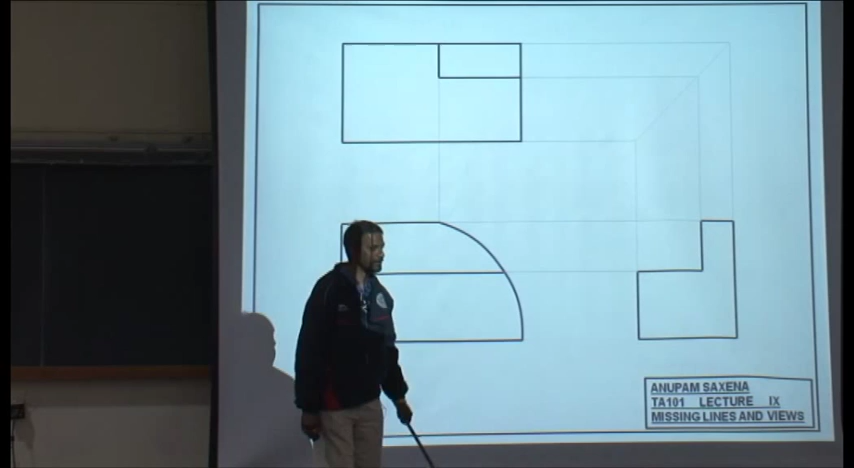 ANUPAM SAXENA
TA101 LECTURE IX
MISSING LINES AND VIEWS